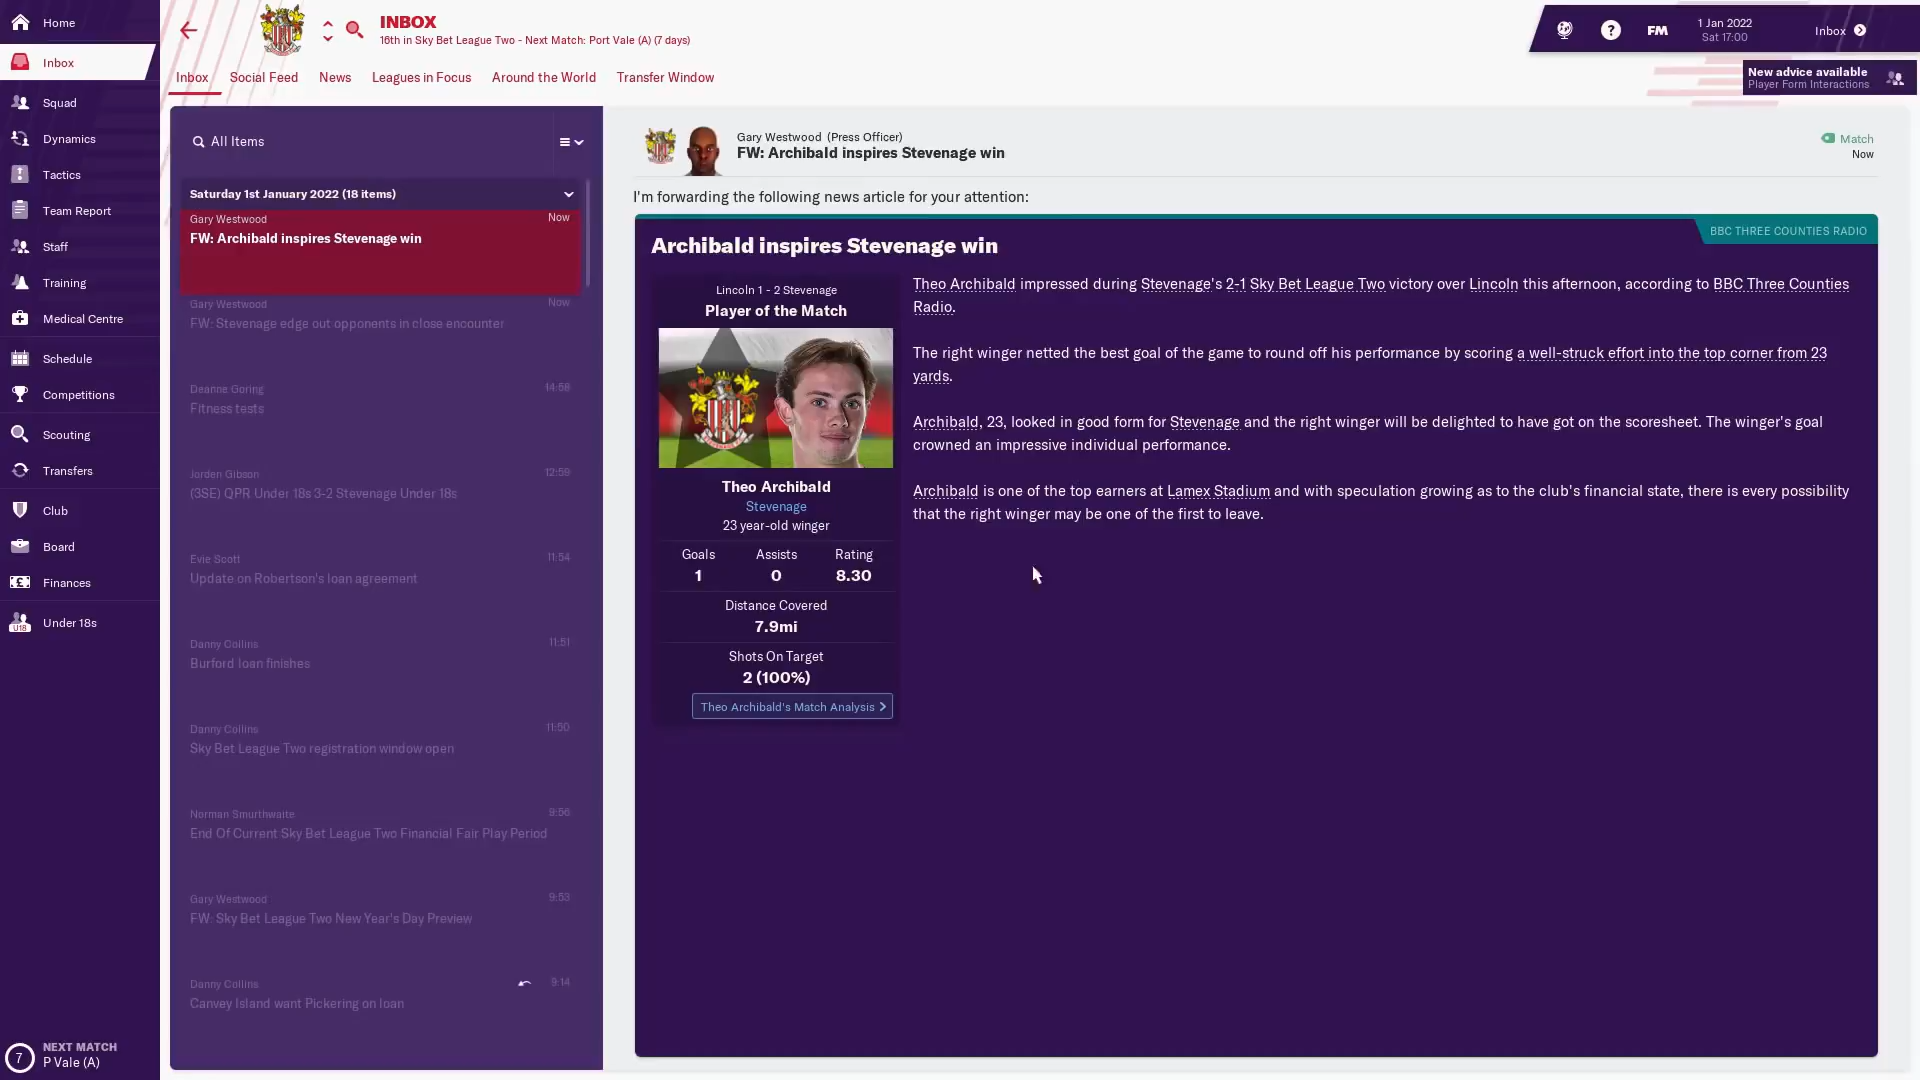 Home
Inbox
Squad
Dynamics
Tactics
Team Report
Staff
Training
Medical Centre
Schedule
Competitions
Scouting
Transfers
Club
Board
Finances
U18
Under 18s
7
NEXT MATCH
P Vale (A)
INBOX
16th in Sky Bet League Two - Next Match: Port Vale (A) (7 days)
Inbox Social Feed News Leagues in Focus Around the World Transfer Window
? FM
1 Jan 2022
Sat 17:00
Inbox
New advice available
Player Form Interactions
All Items
Saturday 1st January 2022 (18 items)
Gary Westwood Now
FW: Archibald inspires Stevenage win
Gary Westwood Now
FW: Stevenage edge out opponents in close encounter
Deanne Goring 14:58
Fitness tests
Jorden Gibson 12:59
(3SE) QPR Under 18s 3-2 Stevenage Under 18s
Evie Scott 11:54
Update on Robertson's loan agreement
Danny Collins 11:51
Burford loan finishes
Danny Collins 11:50
Sky Bet League Two registration window open
Norman Smurthwaite 9:56
End Of Current Sky Bet League Two Financial Fair Play Period
Gary Westwood 9:53
FW: Sky Bet League Two New Year's Day Preview
Danny Collins 9:14
Canvey Island want Pickering on loan
Gary Westwood (Press Officer)
FW: Archibald inspires Stevenage win
Match
Now
I'm forwarding the following news article for your attention:
BBC THREE COUNTIES RADIO
Archibald inspires Stevenage win
Lincoln 1 - 2 Stevenage
Player of the Match
Theo Archibald
Stevenage
23 year-old winger
Goals Assists Rating
1 0 8.30
Distance Covered
7.9mi
Shots On Target
2 (100%)
Theo Archibald's Match Analysis
Theo Archibald impressed during Stevenage's 2-1 Sky Bet League Two victory over Lincoln this afternoon, according to BBC Three Counties
Radio.
The right winger netted the best goal of the game to round off his performance by scoring a well-struck effort into the top corner from 23
yards.
Archibald, 23, looked in good form for Stevenage and the right winger will be delighted to have got on the scoresheet. The winger's goal
crowned an impressive individual performance.
Archibald is one of the top earners at Lamex Stadium and with speculation growing as to the club's financial state, there is every possibility
that the right winger may be one of the first to leave.